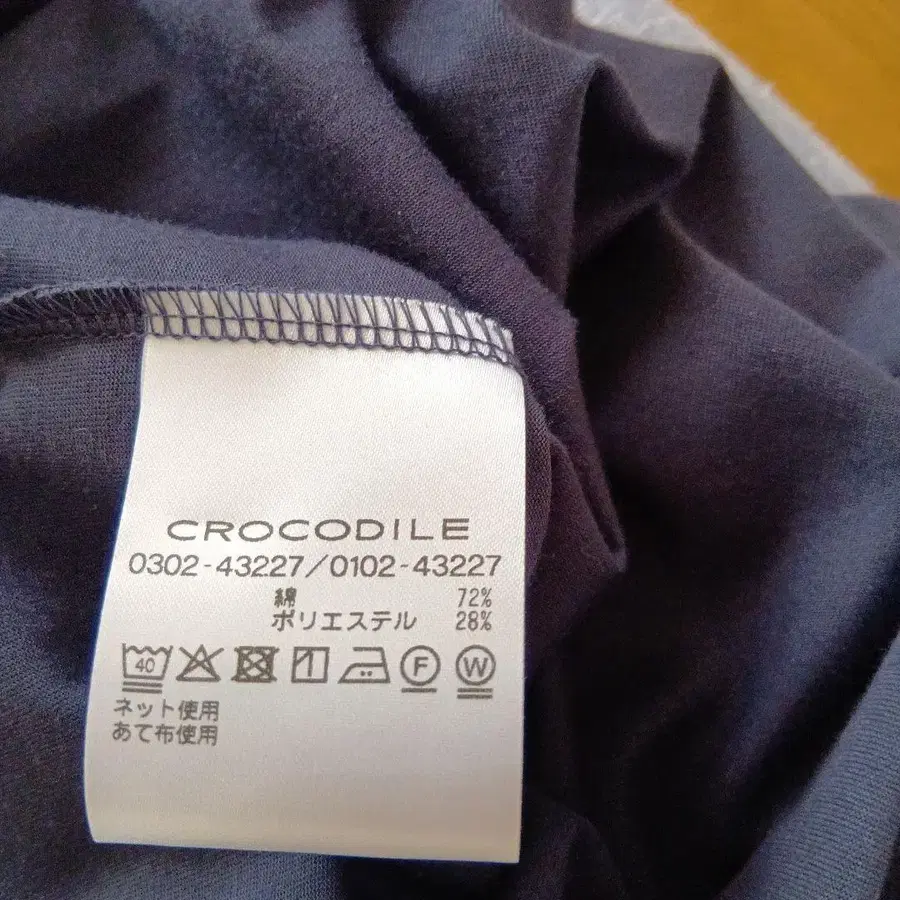 CROCODILE
0302-43227/0102-43227
綿 72%
ポリエステル 28%
40 F W
ネット使用
あて布使用